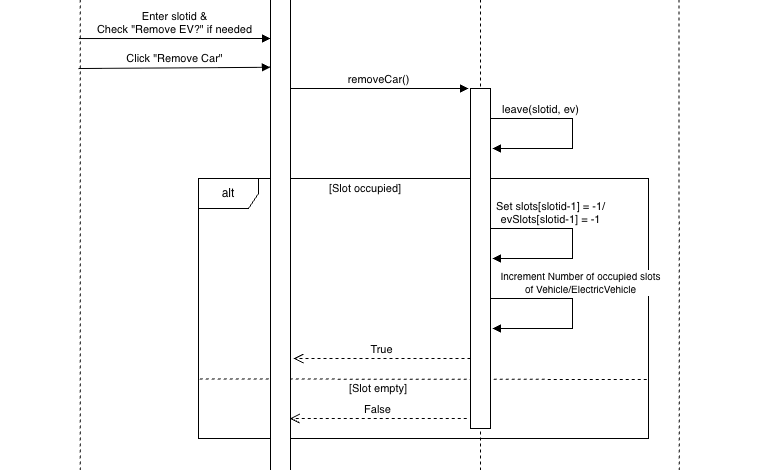 Enter slotid &
Check "Remove EV?" if needed
Click "Remove Car"
removeCar()
leave(slotid, ev)
alt
[Slot occupied]
Set slots[slotid-1] = -1/
evSlots[slotid-1] = -1
Increment Number of occupied slots
of Vehicle/ElectricVehicle
True
[Slot empty]
False